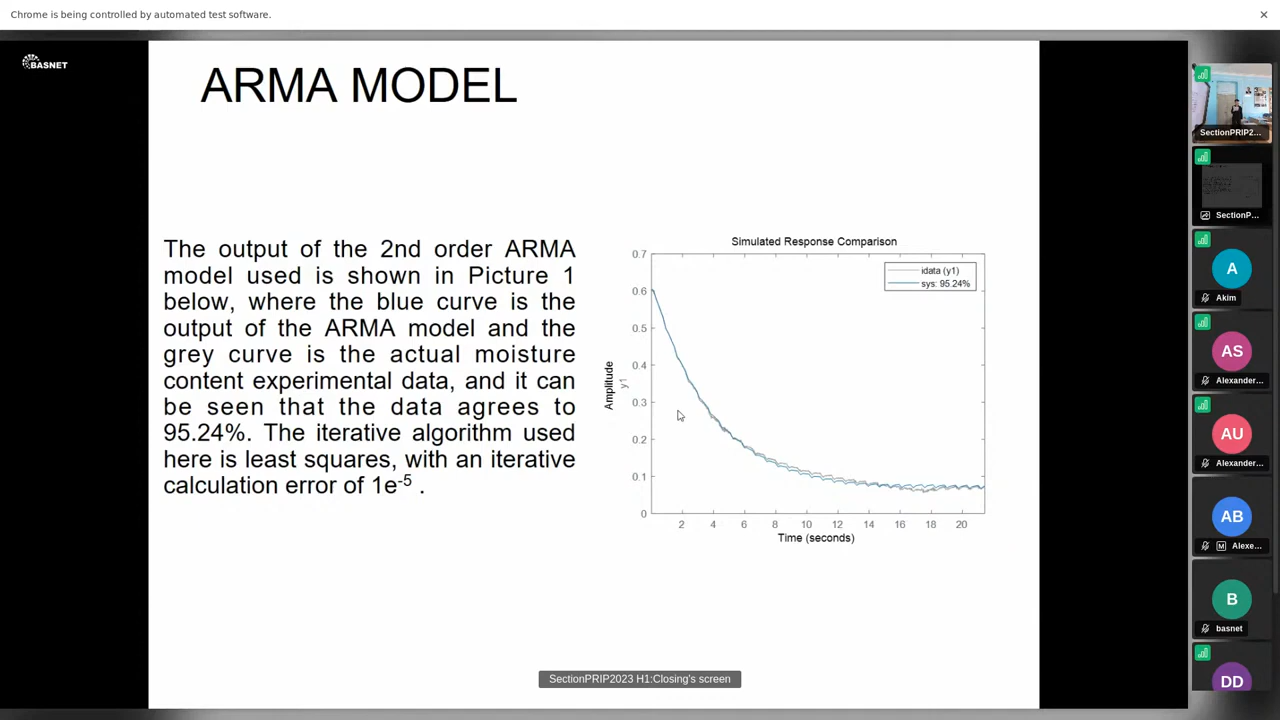 Chrome is being controlled by automated test software.
BASNET
ARMA MODEL
The output of the 2nd order ARMA
model used is shown in Picture 1
below, where the blue curve is the
output of the ARMA model and the
grey curve is the actual moisture
content experimental data, and it can
be seen that the data agrees to
95.24%. The iterative algorithm used
here is least squares, with an iterative
calculation error of 1e-5 .
Simulated Response Comparison
idata (y1)
sys: 95.24%
0.7
0.6
0.5
0.4
0.3
0.2
0.1
0
Amplitude
y1
2 4 6 8 10 12 14 16 18 20
Time (seconds)
SectionPRIP2023 H1:Closing's screen
SectionPRIP2...
SectionP...
A
Akim
AS
Alexander...
AU
Alexander...
AB
M Alexe...
B
basnet
DD